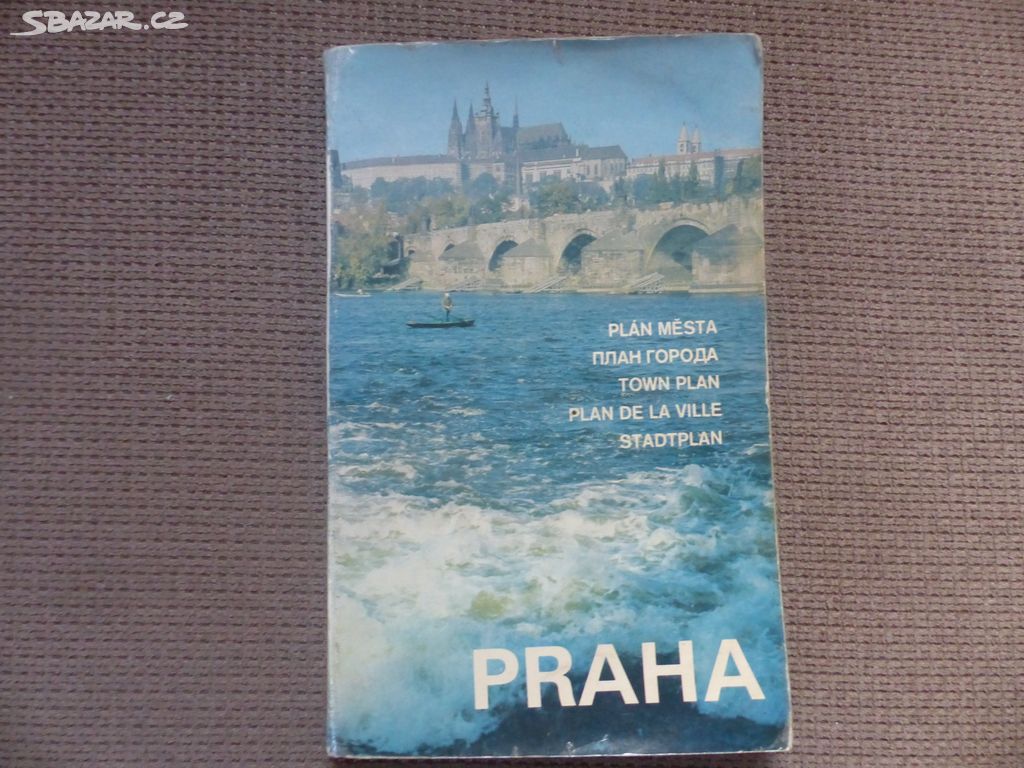 SBAZAR.CZ
PLÁN MĚSTA
ПЛАН ГОРОДА
TOWN PLAN
PLAN DE LA VILLE
STADTPLAN
PRAHA